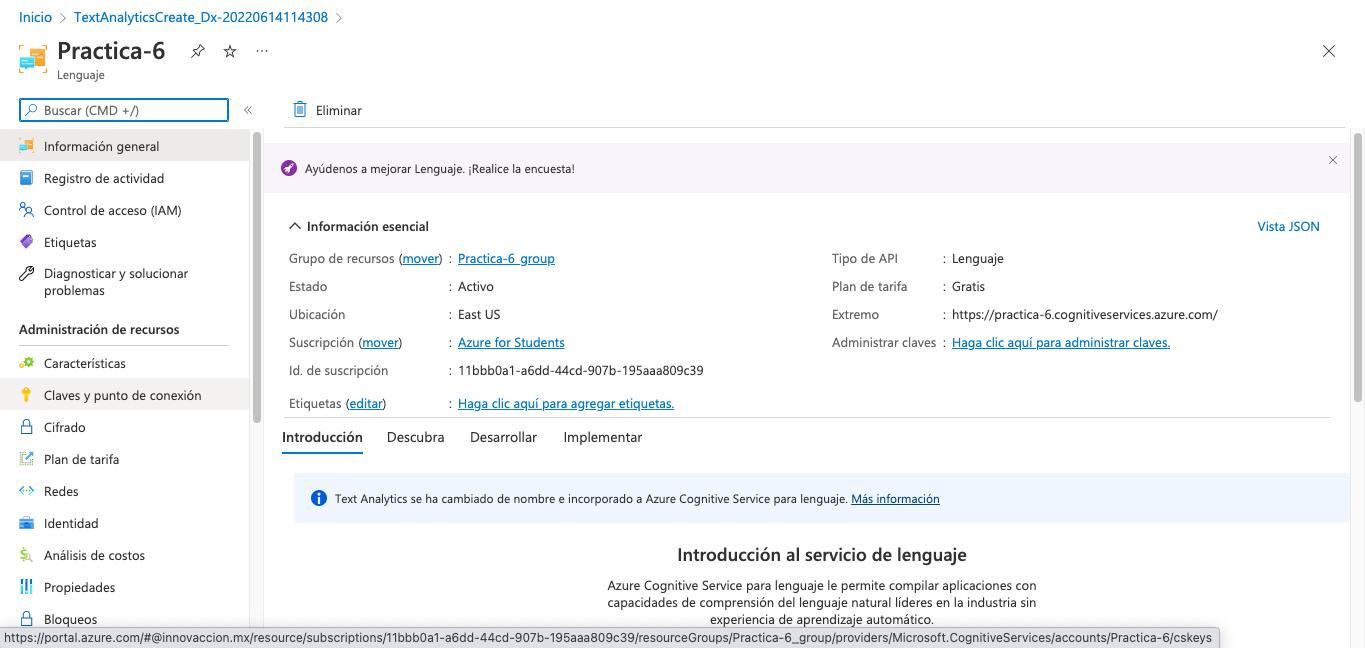 Inicio > TextAnalyticsCreate_Dx-20220614114308 >
Practica-6
Lenguaje
Buscar (CMD +/)
Información general
Registro de actividad
Control de acceso (IAM)
Etiquetas
Diagnosticar y solucionar
problemas
Administración de recursos
Características
Claves y punto de conexión
Cifrado
Plan de tarifa
Redes
Identidad
Análisis de costos
Propiedades
Bloqueos
Eliminar
Ayúdenos a mejorar Lenguaje. ¡Realice la encuesta!
Información esencial
Vista JSON
Grupo de recursos (mover) : Practica-6_group
Estado : Activo
Ubicación : East US
Suscripción (mover) : Azure for Students
Id. de suscripción : 11bbb0a1-a6dd-44cd-907b-195aaa809c39
Etiquetas (editar) : Haga clic aquí para agregar etiquetas.
Tipo de API : Lenguaje
Plan de tarifa : Gratis
Extremo : https://practica-6.cognitiveservices.azure.com/
Administrar claves : Haga clic aquí para administrar claves.
Introducción Descubra Desarrollar Implementar
Text Analytics se ha cambiado de nombre e incorporado a Azure Cognitive Service para lenguaje. Más información
Introducción al servicio de lenguaje
Azure Cognitive Service para lenguaje le permite compilar aplicaciones con
capacidades de comprensión del lenguaje natural líderes en la industria sin
experiencia de aprendizaje automático.
https://portal.azure.com/#@innovaccion.mx/resource/subscriptions/11bbb0a1-a6dd-44cd-907b-195aaa809c39/resourceGroups/Practica-6_group/providers/Microsoft.CognitiveServices/accounts/Practica-6/cskeys